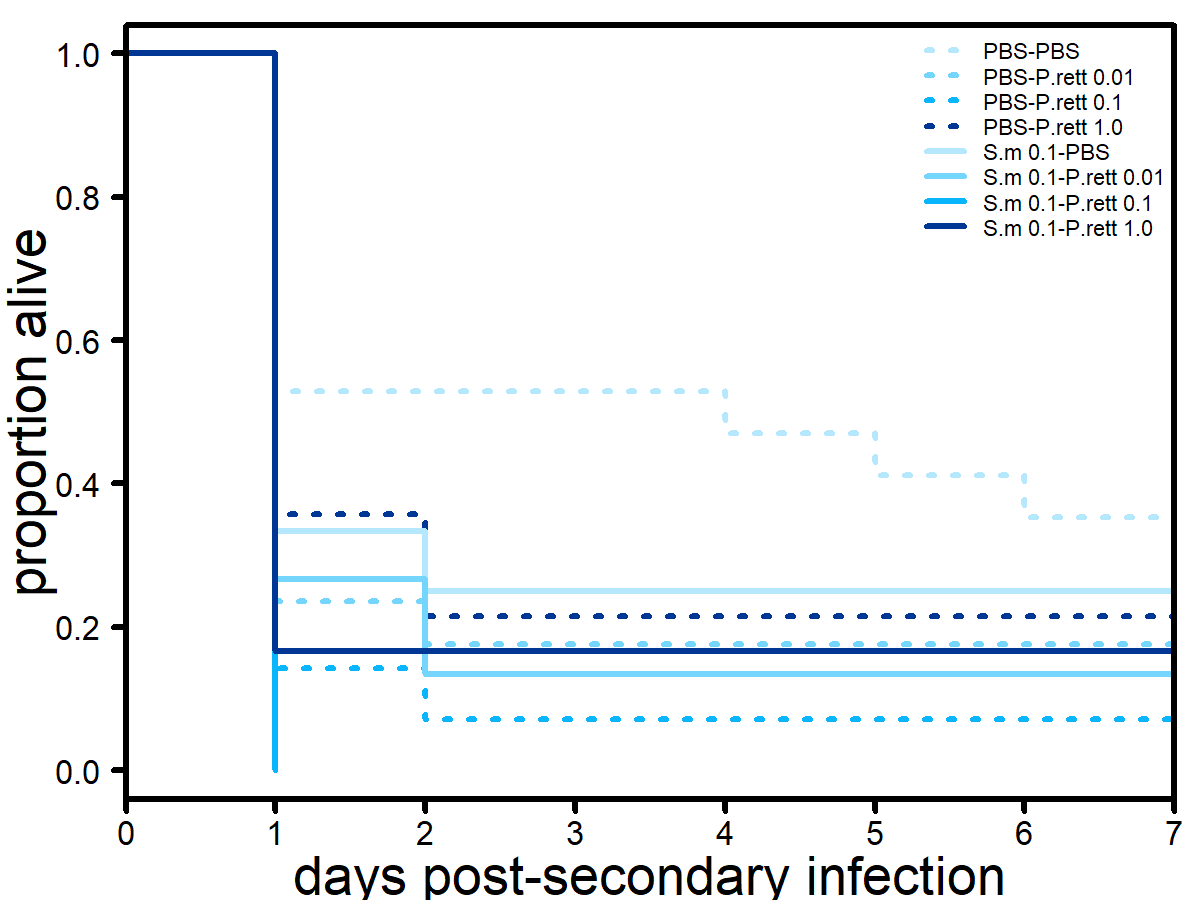 1.0
0.8
0.6
0.4
0.2
0.0
proportion alive
PBS-PBS
PBS-P.rett 0.01
PBS-P.rett 0.1
PBS-P.rett 1.0
S.m 0.1-PBS
S.m 0.1-P.rett 0.01
S.m 0.1-P.rett 0.1
S.m 0.1-P.rett 1.0
0 1 2 3 4 5 6 7
days post-secondary infection